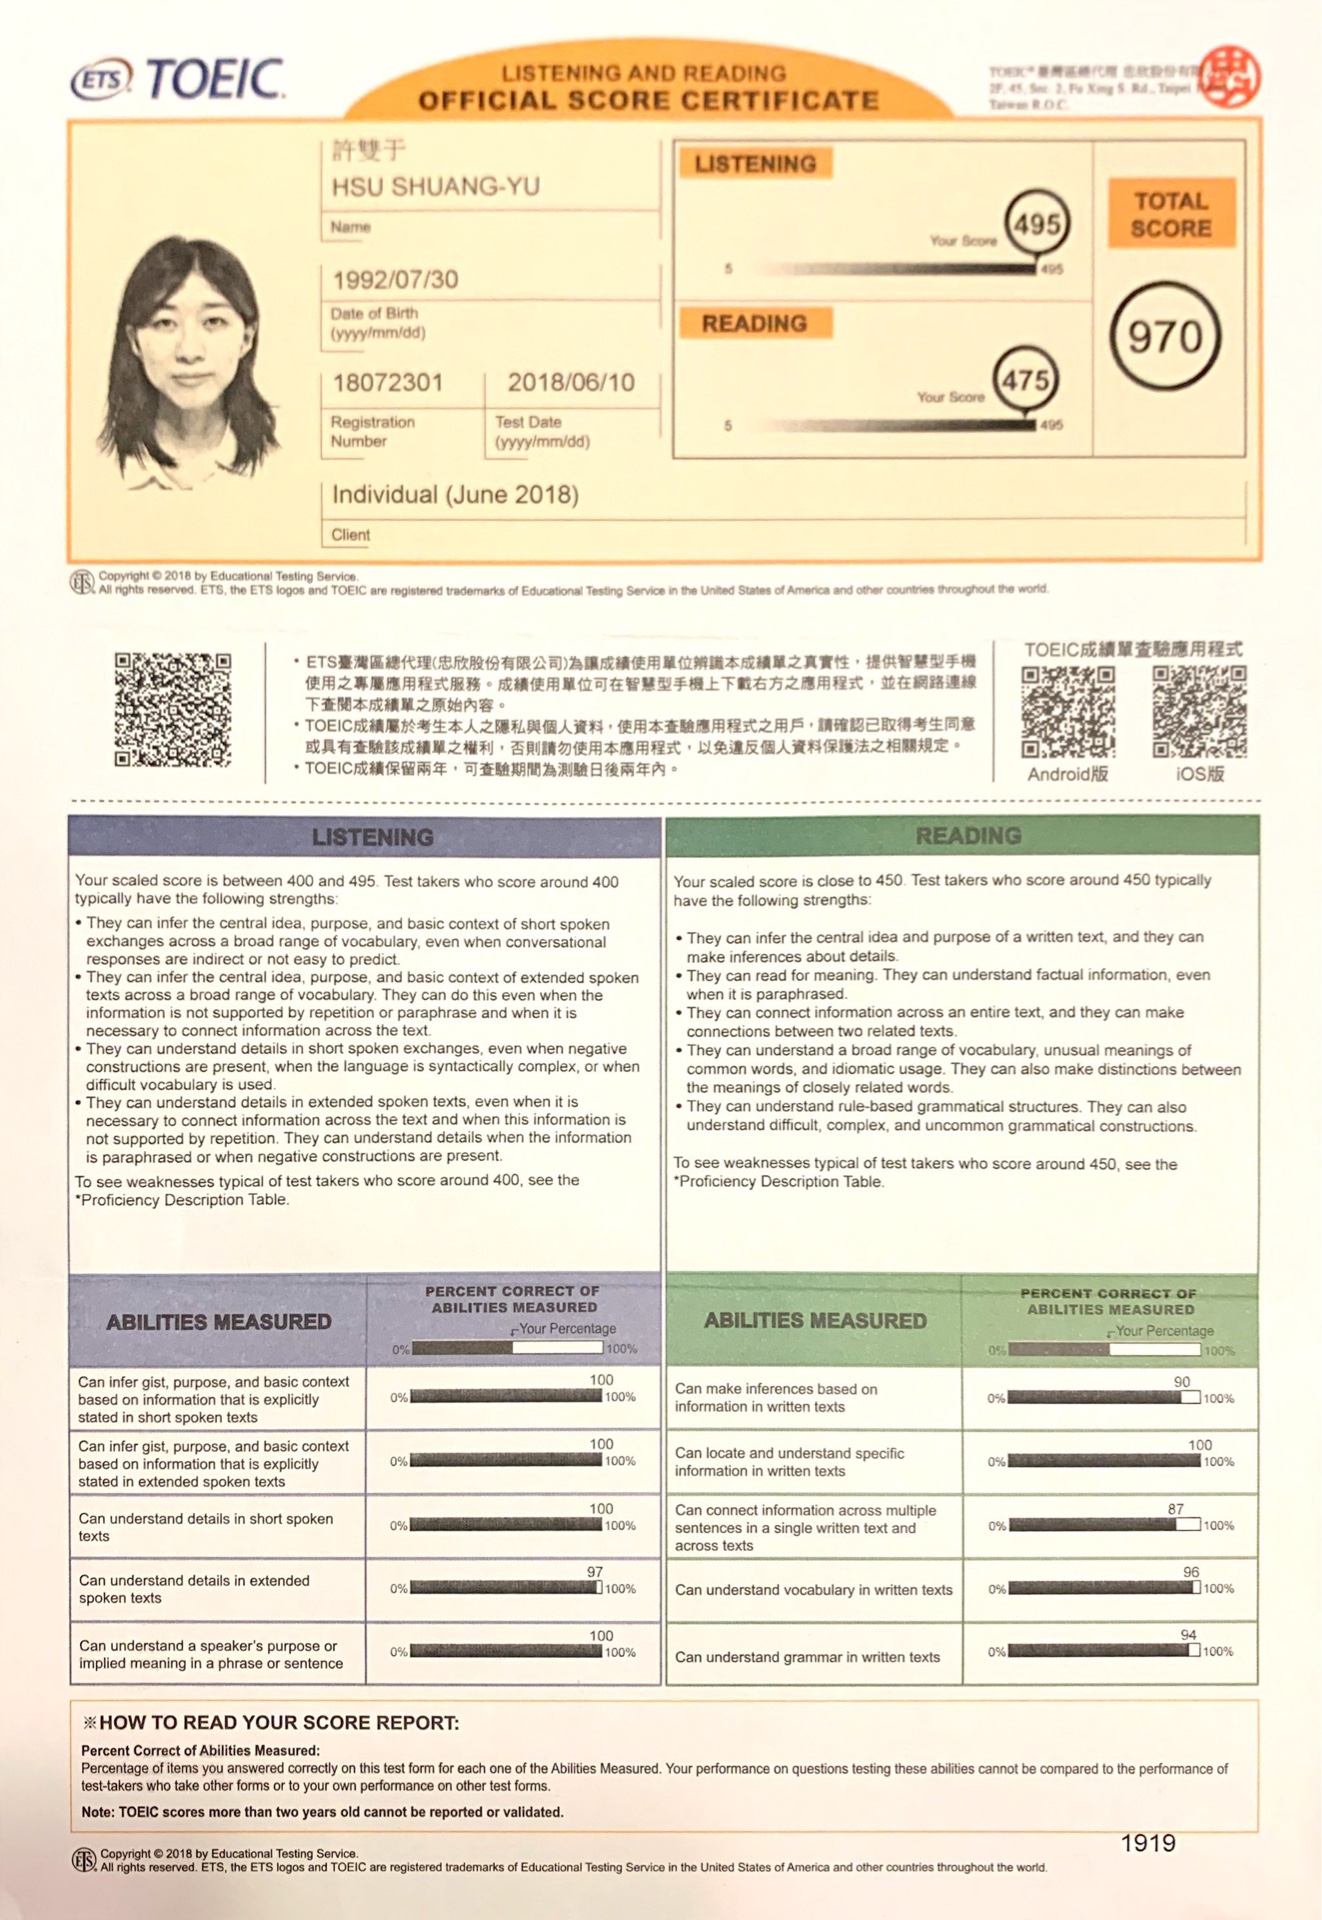 ETS TOEIC
LISTENING AND READING
OFFICIAL SCORE CERTIFICATE
TOEIC® 臺灣區總代理 忠欣股份有限
2F, 45, Sec. 2, Fu Xing S. Rd., Taipei
Taiwan R.O.C.
許雙于
HSU SHUANG-YU
Name
1992/07/30
Date of Birth
(yyyy/mm/dd)
18072301
Registration
Number
2018/06/10
Test Date
(yyyy/mm/dd)
Individual (June 2018)
Client
LISTENING
Your Score 495
5 495
READING
Your Score 475
5 495
TOTAL
SCORE
970
ETS Copyright © 2018 by Educational Testing Service.
All rights reserved. ETS, the ETS logos and TOEIC are registered trademarks of Educational Testing Service in the United States of America and other countries throughout the world.
• ETS臺灣區總代理(忠欣股份有限公司)為讓成績使用單位辨識本成績單之真實性，提供智慧型手機
使用之專屬應用程式服務。成績使用單位可在智慧型手機上下載右方之應用程式，並在網路連線
下查閱本成績單之原始內容。
• TOEIC成績屬於考生本人之隱私與個人資料，使用本查驗應用程式之用戶，請確認已取得考生同意
或具有查驗該成績單之權利，否則請勿使用本應用程式，以免違反個人資料保護法之相關規定。
• TOEIC成績保留兩年，可查驗期間為測驗日後兩年內。
TOEIC成績單查驗應用程式
Android版 iOS版
LISTENING
Your scaled score is between 400 and 495. Test takers who score around 400
typically have the following strengths:
• They can infer the central idea, purpose, and basic context of short spoken
exchanges across a broad range of vocabulary, even when conversational
responses are indirect or not easy to predict.
• They can infer the central idea, purpose, and basic context of extended spoken
texts across a broad range of vocabulary. They can do this even when the
information is not supported by repetition or paraphrase and when it is
necessary to connect information across the text.
• They can understand details in short spoken exchanges, even when negative
constructions are present, when the language is syntactically complex, or when
difficult vocabulary is used.
• They can understand details in extended spoken texts, even when it is
necessary to connect information across the text and when this information is
not supported by repetition. They can understand details when the information
is paraphrased or when negative constructions are present.
To see weaknesses typical of test takers who score around 400, see the
*Proficiency Description Table.
READING
Your scaled score is close to 450. Test takers who score around 450 typically
have the following strengths:
• They can infer the central idea and purpose of a written text, and they can
make inferences about details.
• They can read for meaning. They can understand factual information, even
when it is paraphrased.
• They can connect information across an entire text, and they can make
connections between two related texts.
• They can understand a broad range of vocabulary, unusual meanings of
common words, and idiomatic usage. They can also make distinctions between
the meanings of closely related words.
• They can understand rule-based grammatical structures. They can also
understand difficult, complex, and uncommon grammatical constructions.
To see weaknesses typical of test takers who score around 450, see the
*Proficiency Description Table.
ABILITIES MEASURED
PERCENT CORRECT OF
ABILITIES MEASURED
Your Percentage
0% 100%
Can infer gist, purpose, and basic context
based on information that is explicitly
stated in short spoken texts
100
0% 100%
Can infer gist, purpose, and basic context
based on information that is explicitly
stated in extended spoken texts
100
0% 100%
Can understand details in short spoken
texts
100
0% 100%
Can understand details in extended
spoken texts
97
0% 100%
Can understand a speaker's purpose or
implied meaning in a phrase or sentence
100
0% 100%
ABILITIES MEASURED
PERCENT CORRECT OF
ABILITIES MEASURED
Your Percentage
0% 100%
Can make inferences based on
information in written texts
90
0% 100%
Can locate and understand specific
information in written texts
100
0% 100%
Can connect information across multiple
sentences in a single written text and
across texts
87
0% 100%
Can understand vocabulary in written texts
96
0% 100%
Can understand grammar in written texts
94
0% 100%
※HOW TO READ YOUR SCORE REPORT:
Percent Correct of Abilities Measured:
Percentage of items you answered correctly on this test form for each one of the Abilities Measured. Your performance on questions testing these abilities cannot be compared to the performance of
test-takers who take other forms or to your own performance on other test forms.
Note: TOEIC scores more than two years old cannot be reported or validated.
1919
ETS Copyright © 2018 by Educational Testing Service.
All rights reserved. ETS, the ETS logos and TOEIC are registered trademarks of Educational Testing Service in the United States of America and other countries throughout the world.